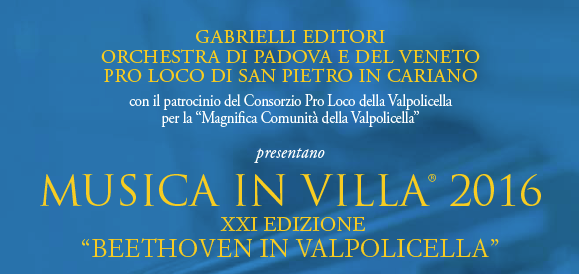 GABRIELLI EDITORI
ORCHESTRA DI PADOVA E DEL VENETO
PRO LOCO DI SAN PIETRO IN CARIANO
con il patrocinio del Consorzio Pro Loco della Valpolicella
per la “Magnifica Comunità della Valpolicella”
presentano
MUSICA IN VILLA® 2016
XXI EDIZIONE
“BEETHOVEN IN VALPOLICELLA”